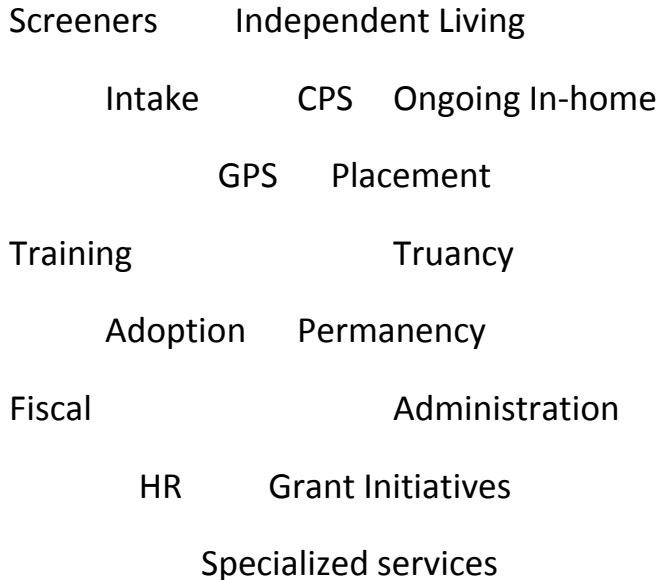 Screeners Independent Living
Intake CPS Ongoing In-home
GPS Placement
Training Truancy
Adoption Permanency
Fiscal Administration
HR Grant Initiatives
Specialized services